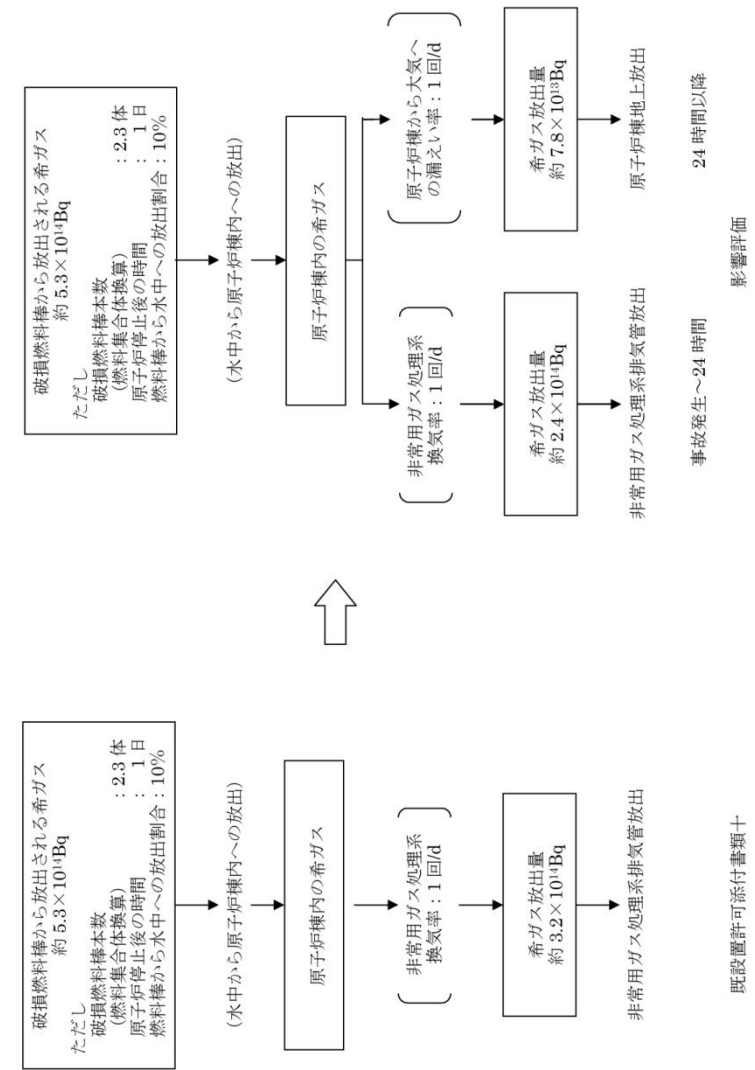 破損燃料棒から放出される希ガス
約 5.3×10¹⁴Bq
ただし
破損燃料棒本数
(燃料集合体換算) : 2.3 体
原子炉停止後の時間 : 1 日
燃料棒から水中への放出割合 : 10%
(水中から原子炉棟内への放出)
原子炉棟内の希ガス
非常用ガス処理系
換気率 : 1 回/d
希ガス放出量
約 3.2×10¹⁴Bq
非常用ガス処理系排気管放出
既設置許可添付書類十
破損燃料棒から放出される希ガス
約 5.3×10¹⁴Bq
ただし
破損燃料棒本数
(燃料集合体換算) : 2.3 体
原子炉停止後の時間 : 1 日
燃料棒から水中への放出割合 : 10%
(水中から原子炉棟内への放出)
原子炉棟内の希ガス
非常用ガス処理系
換気率 : 1 回/d
希ガス放出量
約 2.4×10¹⁴Bq
非常用ガス処理系排気管放出
事故発生～24 時間
原子炉棟から大気へ
の漏えい率 : 1 回/d
希ガス放出量
約 7.8×10¹³Bq
原子炉棟地上放出
24 時間以降
影響評価